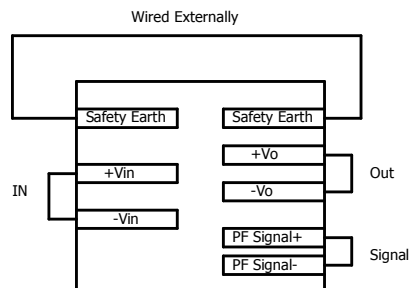 Wired Externally
Safety Earth
Safety Earth
+Vo
+Vin
Out
IN
-Vo
-Vin
PF Signal+
Signal
PF Signal-